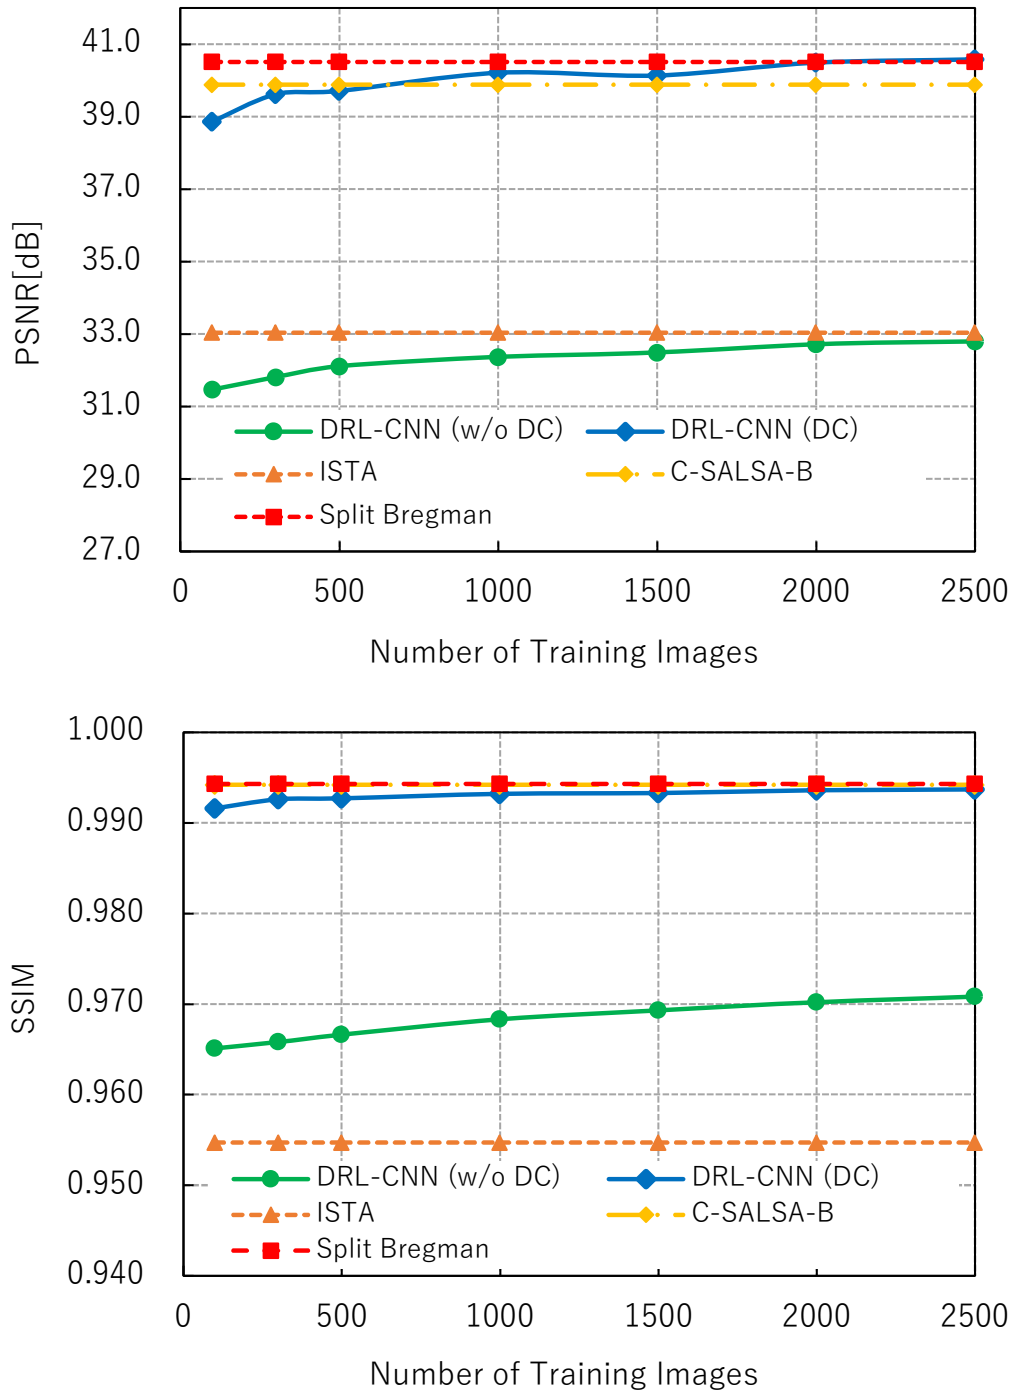 41.0
39.0
37.0
35.0
33.0
31.0
29.0
27.0
PSNR[dB]
DRL-CNN (w/o DC) DRL-CNN (DC)
ISTA C-SALSA-B
Split Bregman
0 500 1000 1500 2000 2500
Number of Training Images
1.000
0.990
0.980
0.970
0.960
0.950
0.940
SSIM
DRL-CNN (w/o DC) DRL-CNN (DC)
ISTA C-SALSA-B
Split Bregman
0 500 1000 1500 2000 2500
Number of Training Images